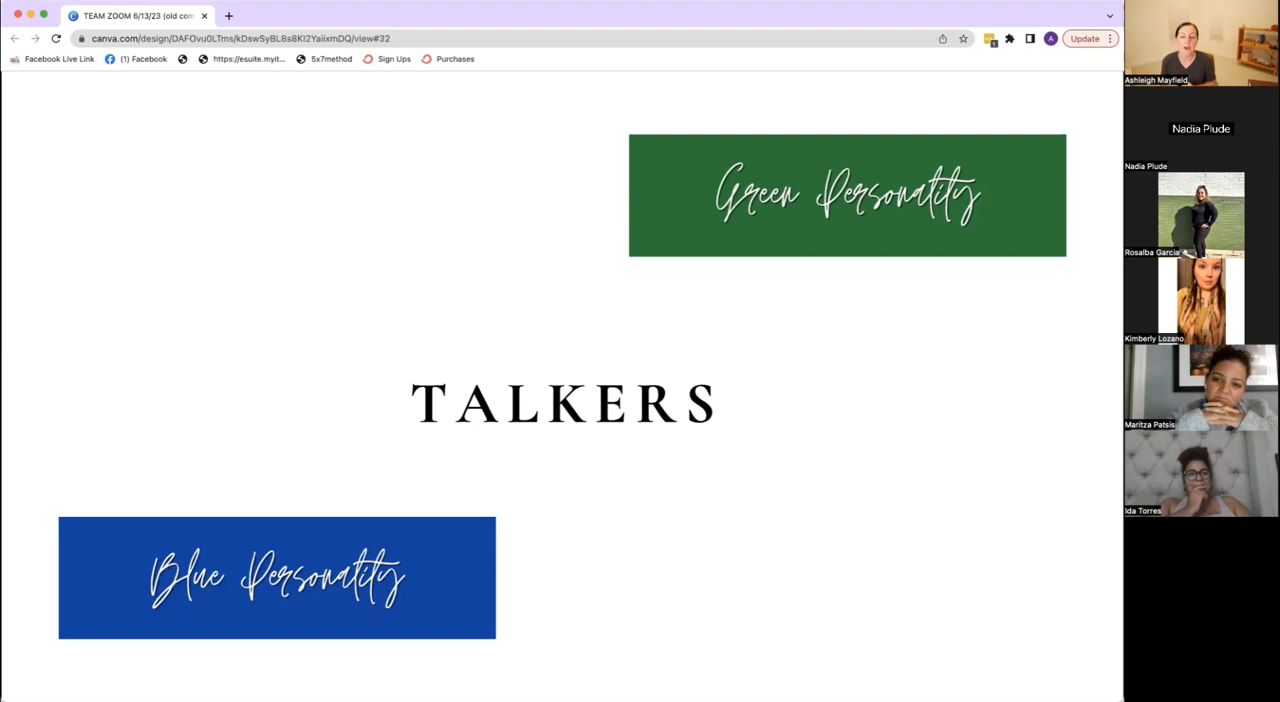 TEAM ZOOM 6/13/23 (old com
canva.com/design/DAFOvu0LTms/kDswSyBL8s8KI2YaiixmDQ/view#32
Update
Facebook Live Link
(1) Facebook
https://esuite.myit...
5x7method
Sign Ups
Purchases
Green Personality
TALKERS
Blue Personality
Ashleigh Mayfield
Nadia Plude
Nadia Plude
Rosalba Garcia
Kimberly Lozano
Maritza Patsis
Ida Torres